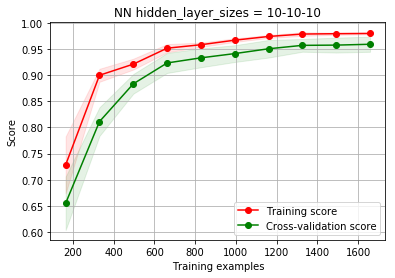 NN hidden_layer_sizes = 10-10-10
1.00
0.95
0.90
0.85
0.80
0.75
0.70
0.65
0.60
Score
Training score
Cross-validation score
200 400 600 800 1000 1200 1400 1600
Training examples